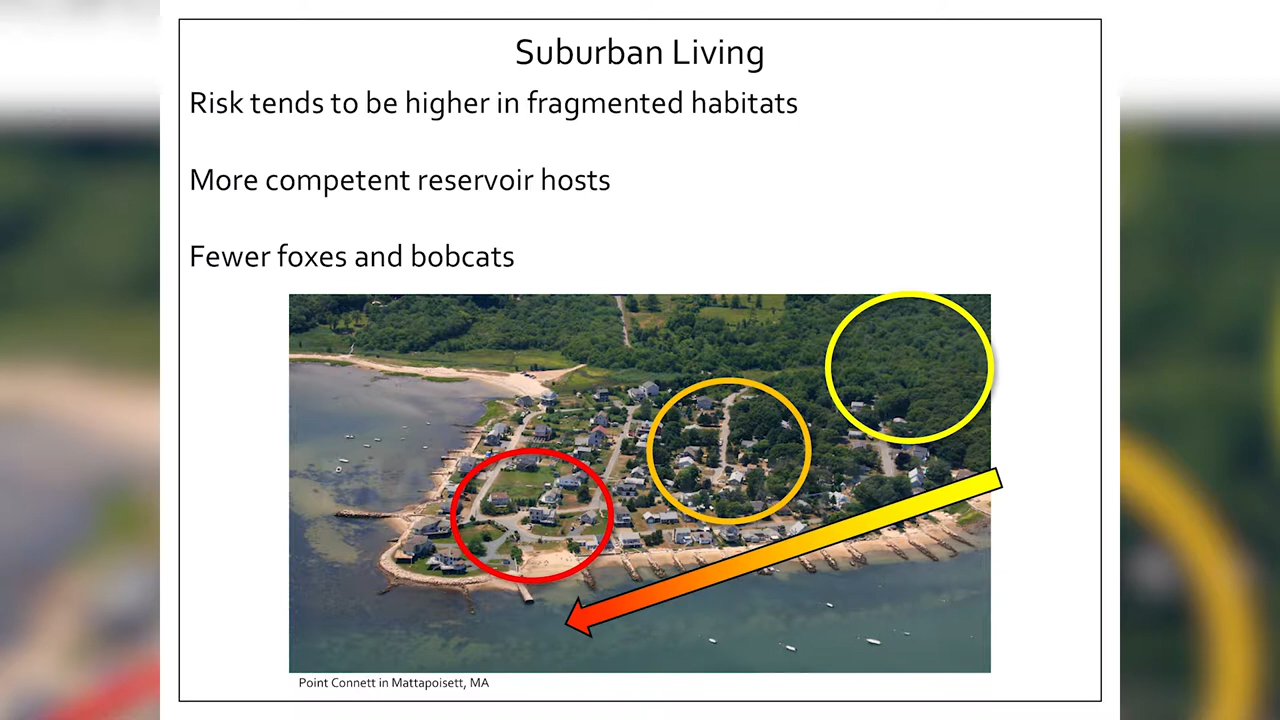 Suburban Living
Risk tends to be higher in fragmented habitats
More competent reservoir hosts
Fewer foxes and bobcats
Point Connett in Mattapoisett, MA